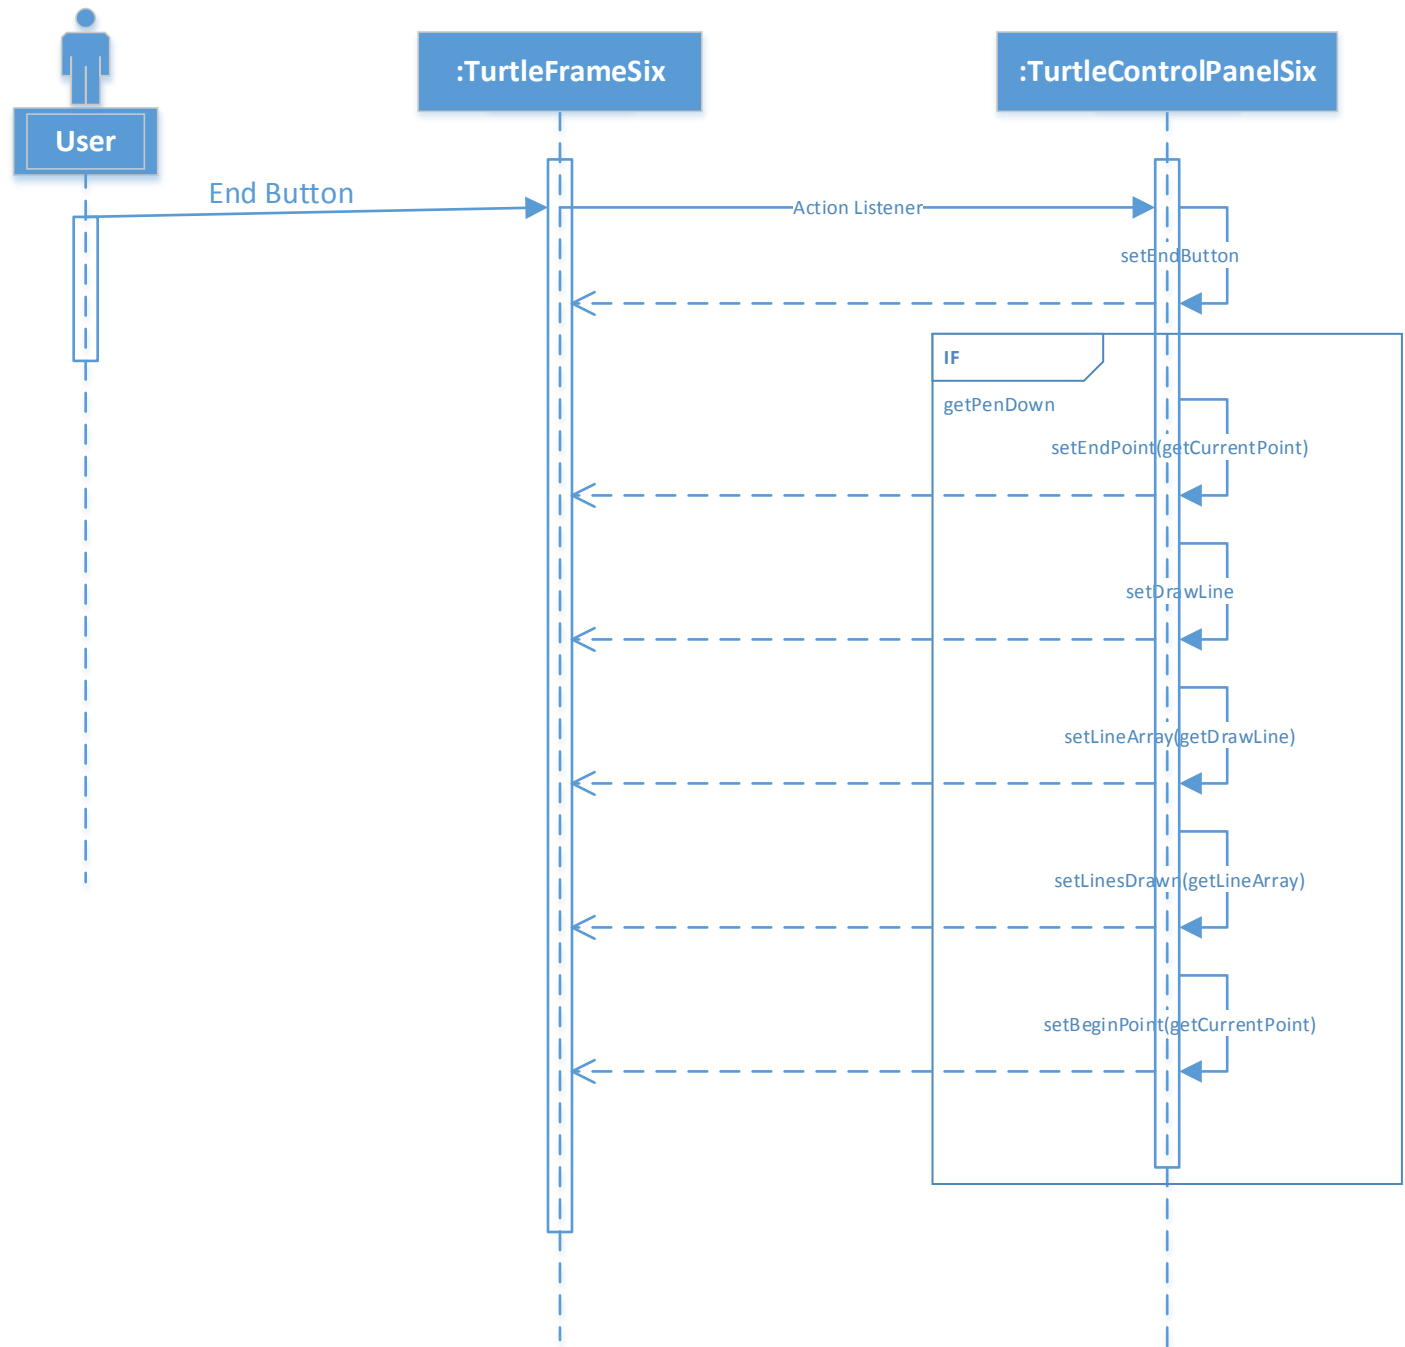 :TurtleFrameSix
:TurtleControlPanelSix
User
End Button
Action Listener
setEndButton
IF
getPenDown
setEndPoint(getCurrentPoint)
setDrawLine
setLineArray(getDrawLine)
setLinesDrawn(getLineArray)
setBeginPoint(getCurrentPoint)